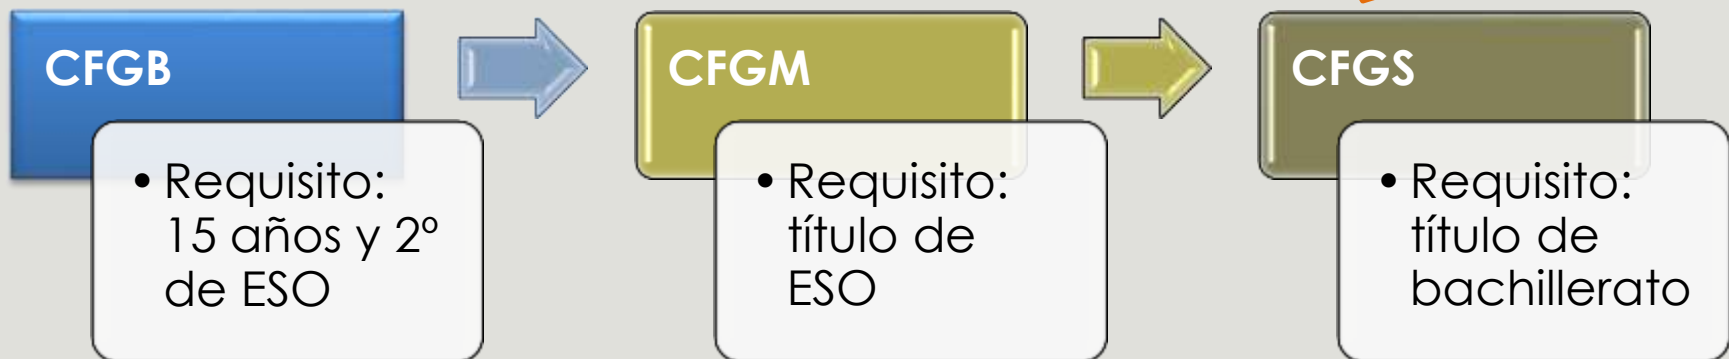 CFGB
• Requisito:
15 años y 2º
de ESO
CFGM
• Requisito:
título de
ESO
CFGS
• Requisito:
título de
bachillerato